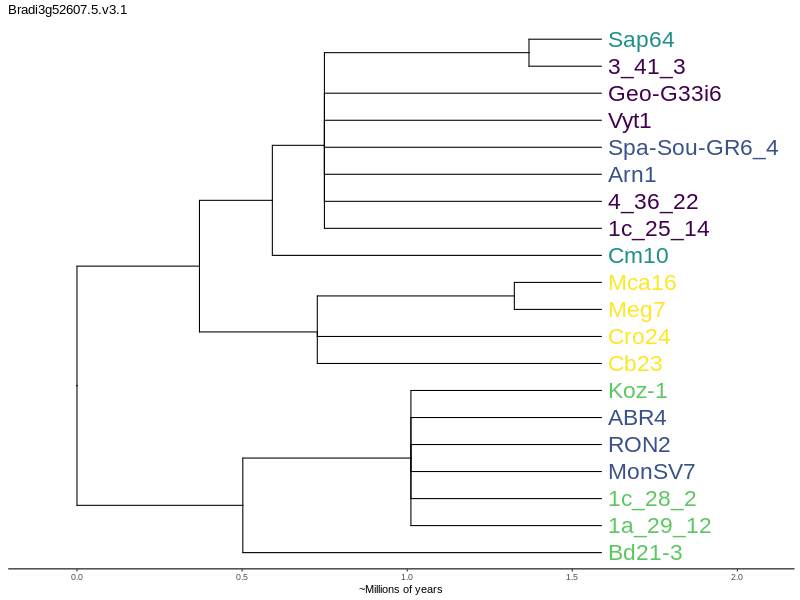 Bradi3g52607.5.v3.1
Sap64
3_41_3
Geo-G33i6
Vyt1
Spa-Sou-GR6_4
Arn1
4_36_22
1c_25_14
Cm10
Mca16
Meg7
Cro24
Cb23
Koz-1
ABR4
RON2
MonSV7
1c_28_2
1a_29_12
Bd21-3
0.0 0.5 1.0 1.5 2.0
~Millions of years